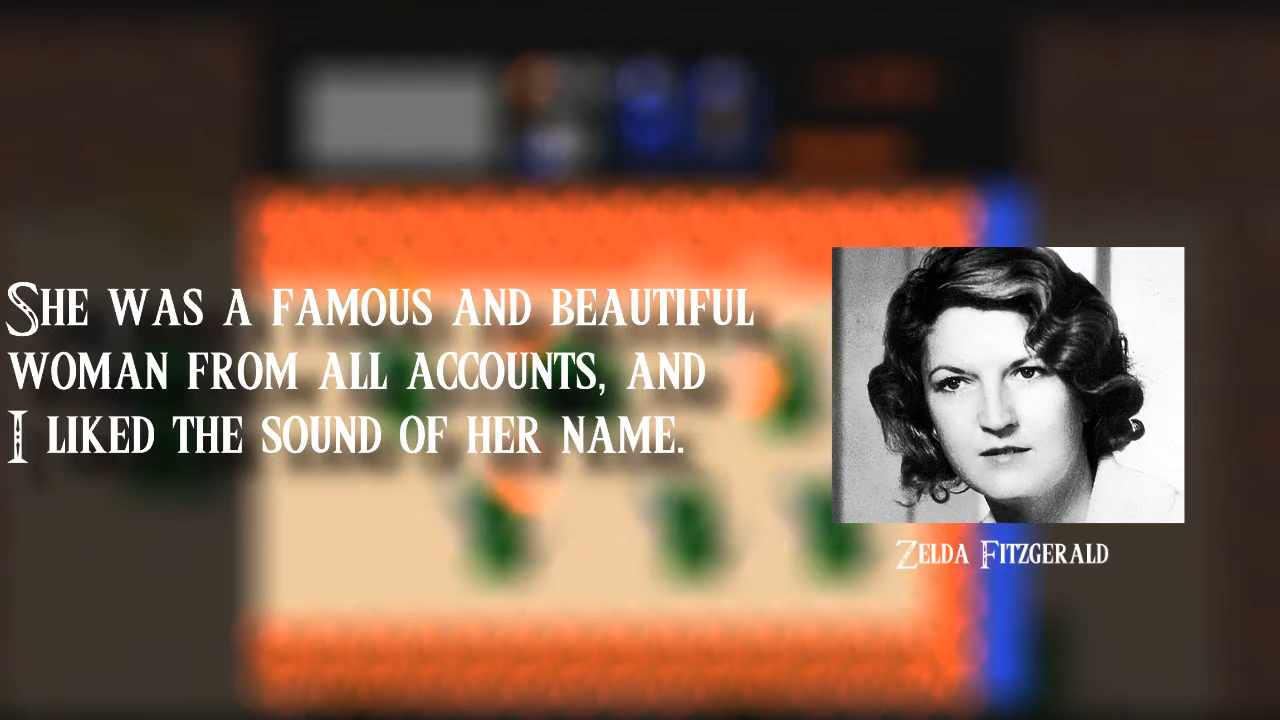 She was a famous and beautiful
woman from all accounts, and
I liked the sound of her name.
Zelda Fitzgerald